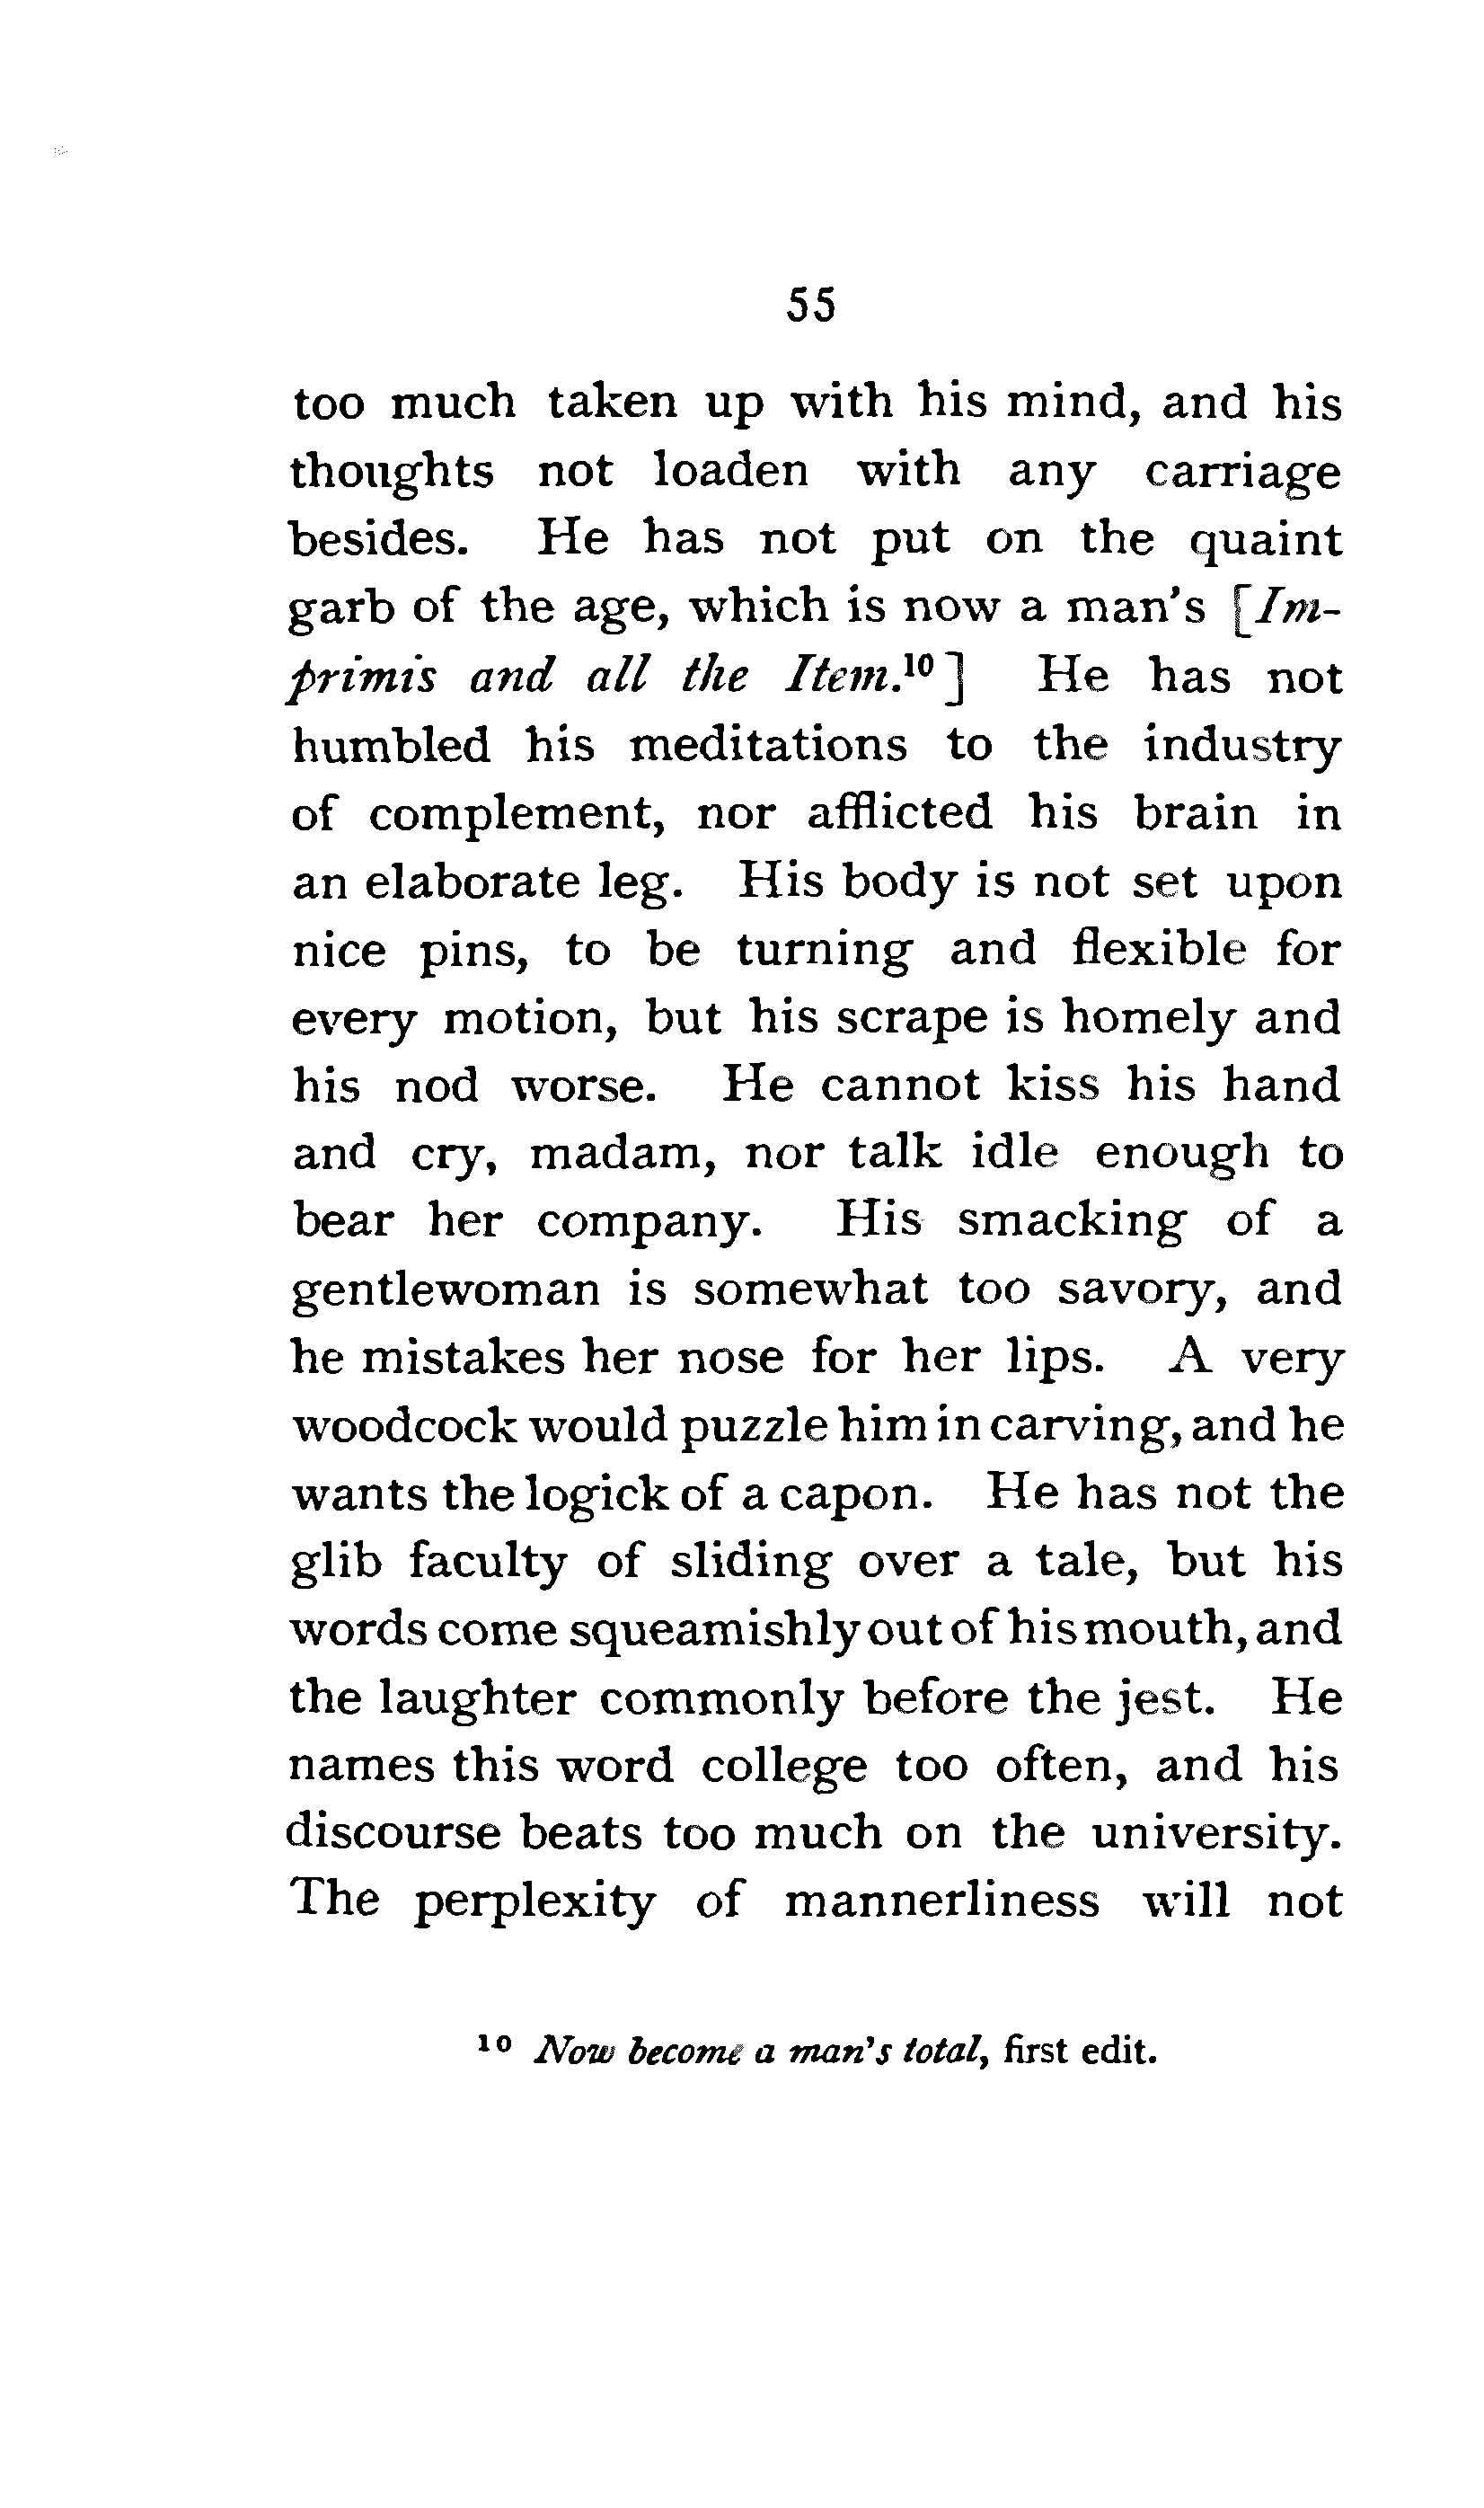 55
too much taken up with his mind, and his
thoughts not loaden with any carriage
besides. He has not put on the quaint
garb of the age, which is now a man's [Im-
primis and all the Item.¹⁰] He has not
humbled his meditations to the industry
of complement, nor afflicted his brain in
an elaborate leg. His body is not set upon
nice pins, to be turning and flexible for
every motion, but his scrape is homely and
his nod worse. He cannot kiss his hand
and cry, madam, nor talk idle enough to
bear her company. His smacking of a
gentlewoman is somewhat too savory, and
he mistakes her nose for her lips. A very
woodcock would puzzle him in carving, and he
wants the logick of a capon. He has not the
glib faculty of sliding over a tale, but his
words come squeamishly out of his mouth, and
the laughter commonly before the jest. He
names this word college too often, and his
discourse beats too much on the university.
The perplexity of mannerliness will not
¹⁰ Now become a man's total, first edit.